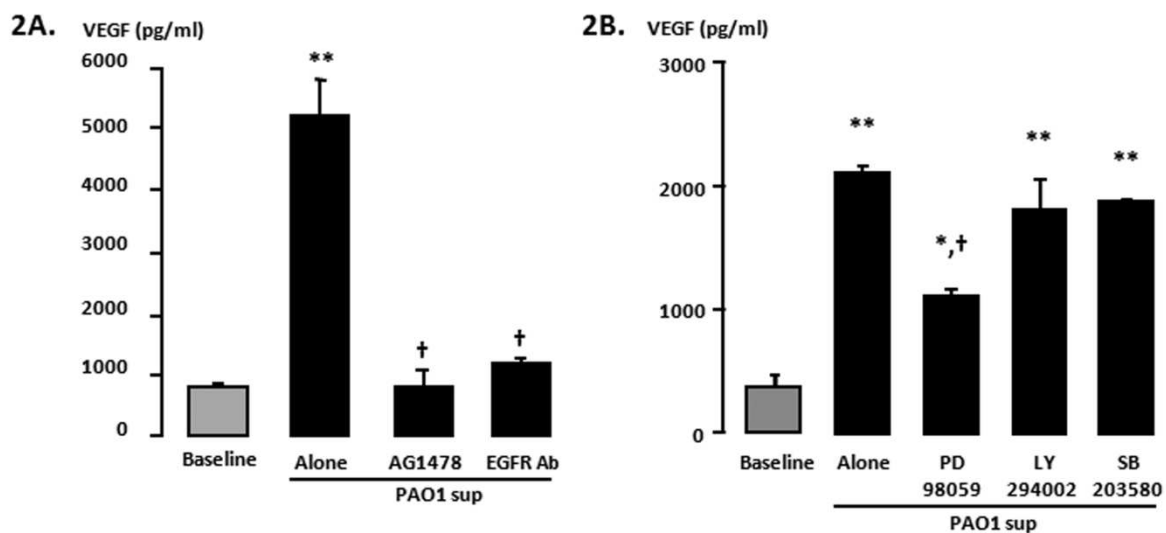 2A. VEGF (pg/ml)
6000
5000
4000
3000
2000
1000
0
**
†
†
Baseline Alone AG1478 EGFR Ab
PAO1 sup
2B. VEGF (pg/ml)
3000
2000
1000
0
**
*,†
**
**
Baseline Alone PD LY SB
98059 294002 203580
PAO1 sup